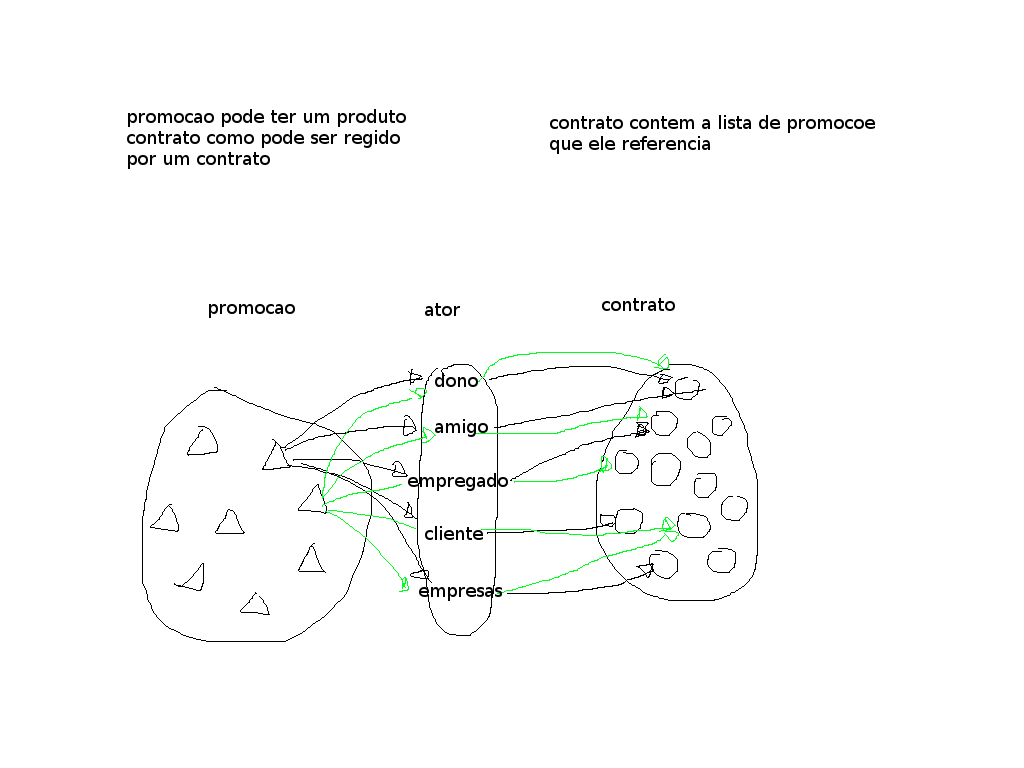 promocao pode ter um produto
contrato como pode ser regido
por um contrato
contrato contem a lista de promocoe
que ele referencia
promocao
ator
contrato
dono
amigo
empregado
cliente
empresas